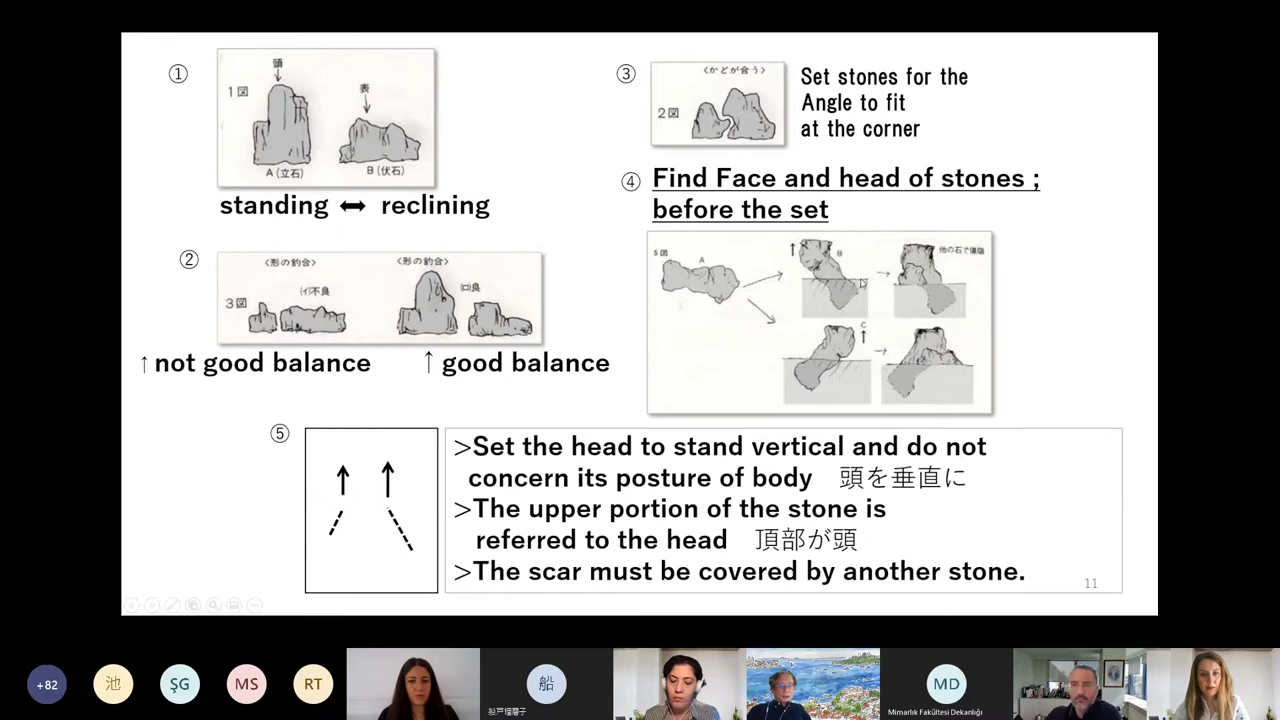 ①
頭
1図
表
A(立石)
B(伏石)
standing ↔ reclining
②
<形の釣合>
<形の釣合>
(イ)不良
(ロ)良
3図
↑ not good balance
↑ good balance
③
<かどが合う>
2図
Set stones for the
Angle to fit
at the corner
④
Find Face and head of stones ;
before the set
5図
A
B
他の石で傷隠
C
⑤
>Set the head to stand vertical and do not
concern its posture of body 頭を垂直に
>The upper portion of the stone is
referred to the head 頂部が頭
>The scar must be covered by another stone.
11
+82
池
ŞG
MS
RT
船
船戸瑠磨子
MD
Mimarlık Fakültesi Dekanlığı